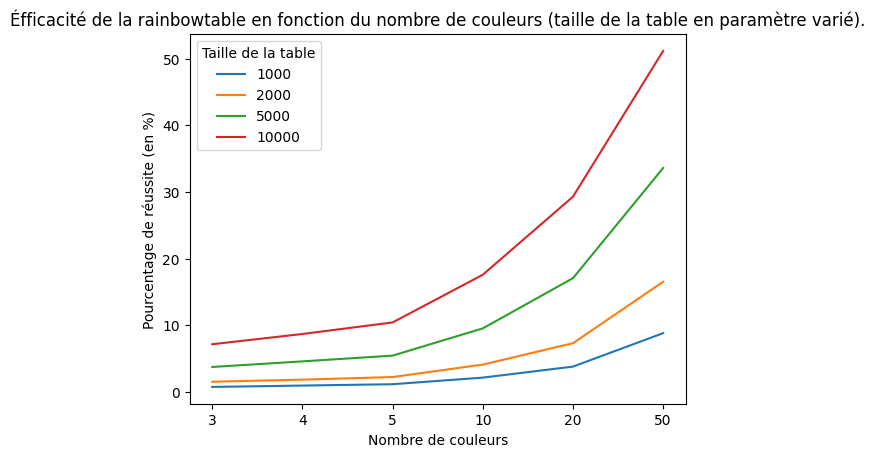 Éfficacité de la rainbowtable en fonction du nombre de couleurs (taille de la table en paramètre varié).
Taille de la table
1000
2000
5000
10000
Pourcentage de réussite (en %)
50
40
30
20
10
0
3 4 5 10 20 50
Nombre de couleurs